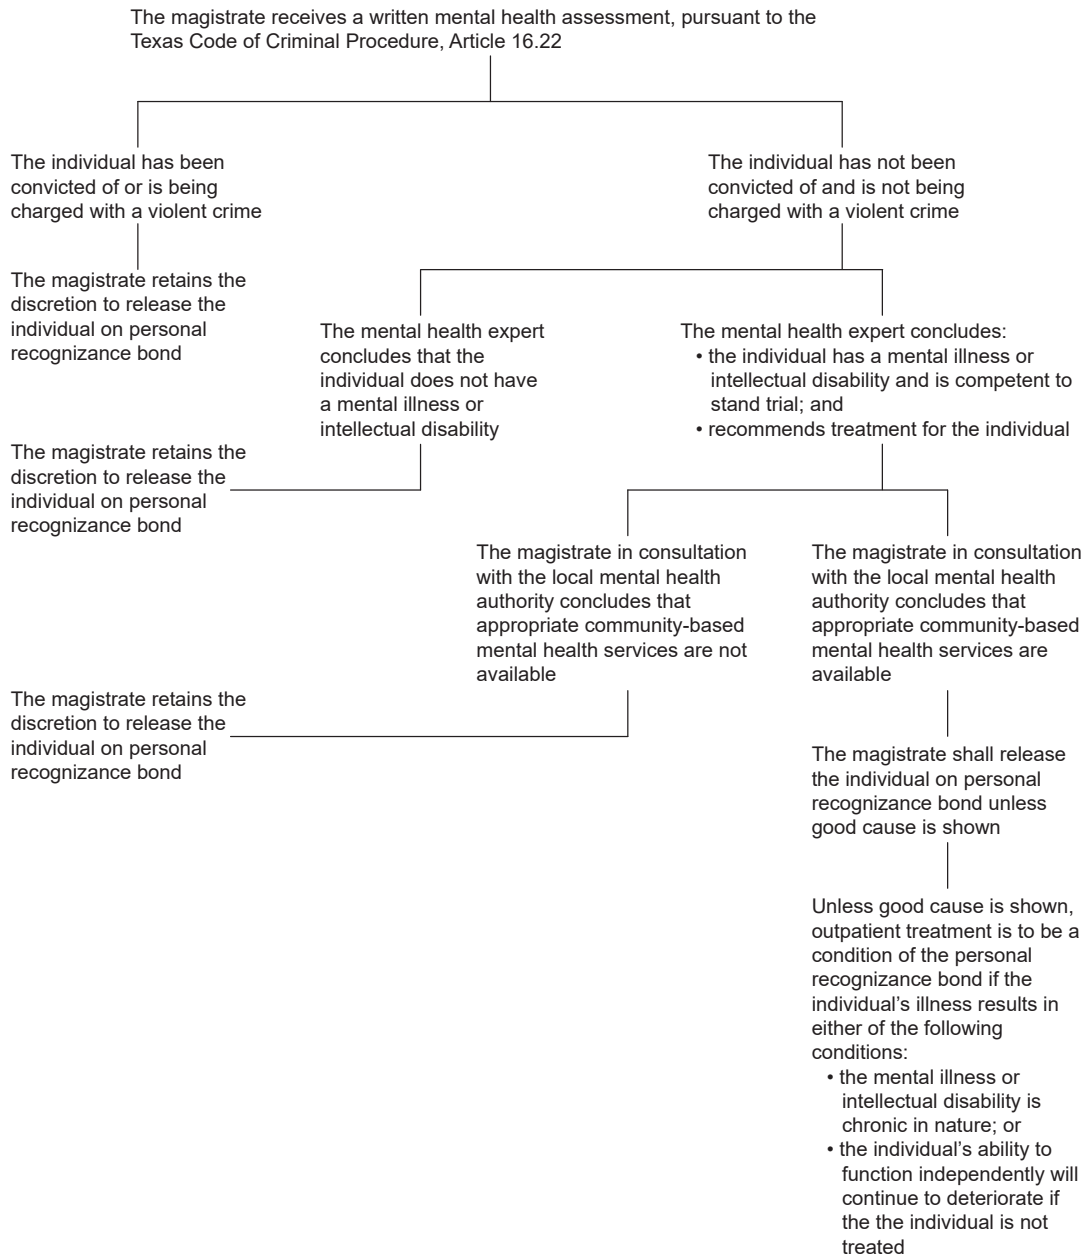 The magistrate receives a written mental health assessment, pursuant to the
Texas Code of Criminal Procedure, Article 16.22
The individual has been
convicted of or is being
charged with a violent crime
The individual has not been
convicted of and is not being
charged with a violent crime
The magistrate retains the
discretion to release the
individual on personal
recognizance bond
The mental health expert
concludes that the
individual does not have
a mental illness or
intellectual disability
The mental health expert concludes:
• the individual has a mental illness or
intellectual disability and is competent to
stand trial; and
• recommends treatment for the individual
The magistrate retains the
discretion to release the
individual on personal
recognizance bond
The magistrate in consultation
with the local mental health
authority concludes that
appropriate community-based
mental health services are not
available
The magistrate in consultation
with the local mental health
authority concludes that
appropriate community-based
mental health services are
available
The magistrate retains the
discretion to release the
individual on personal
recognizance bond
The magistrate shall release
the individual on personal
recognizance bond unless
good cause is shown
Unless good cause is shown,
outpatient treatment is to be a
condition of the personal
recognizance bond if the
individual's illness results in
either of the following
conditions:
• the mental illness or
intellectual disability is
chronic in nature; or
• the individual's ability to
function independently will
continue to deteriorate if
the the individual is not
treated